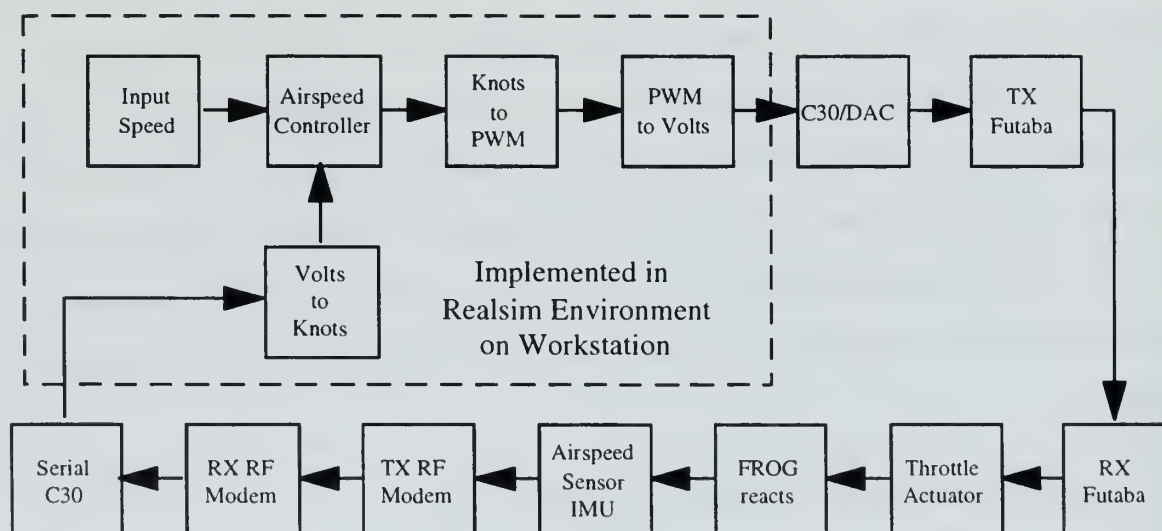 Input
Speed
Airspeed
Controller
Knots
to
PWM
PWM
to Volts
C30/DAC
TX
Futaba
Volts
to
Knots
Implemented in
Realsim Environment
on Workstation
Serial
C30
RX RF
Modem
TX RF
Modem
Airspeed
Sensor
IMU
FROG
reacts
Throttle
Actuator
RX
Futaba